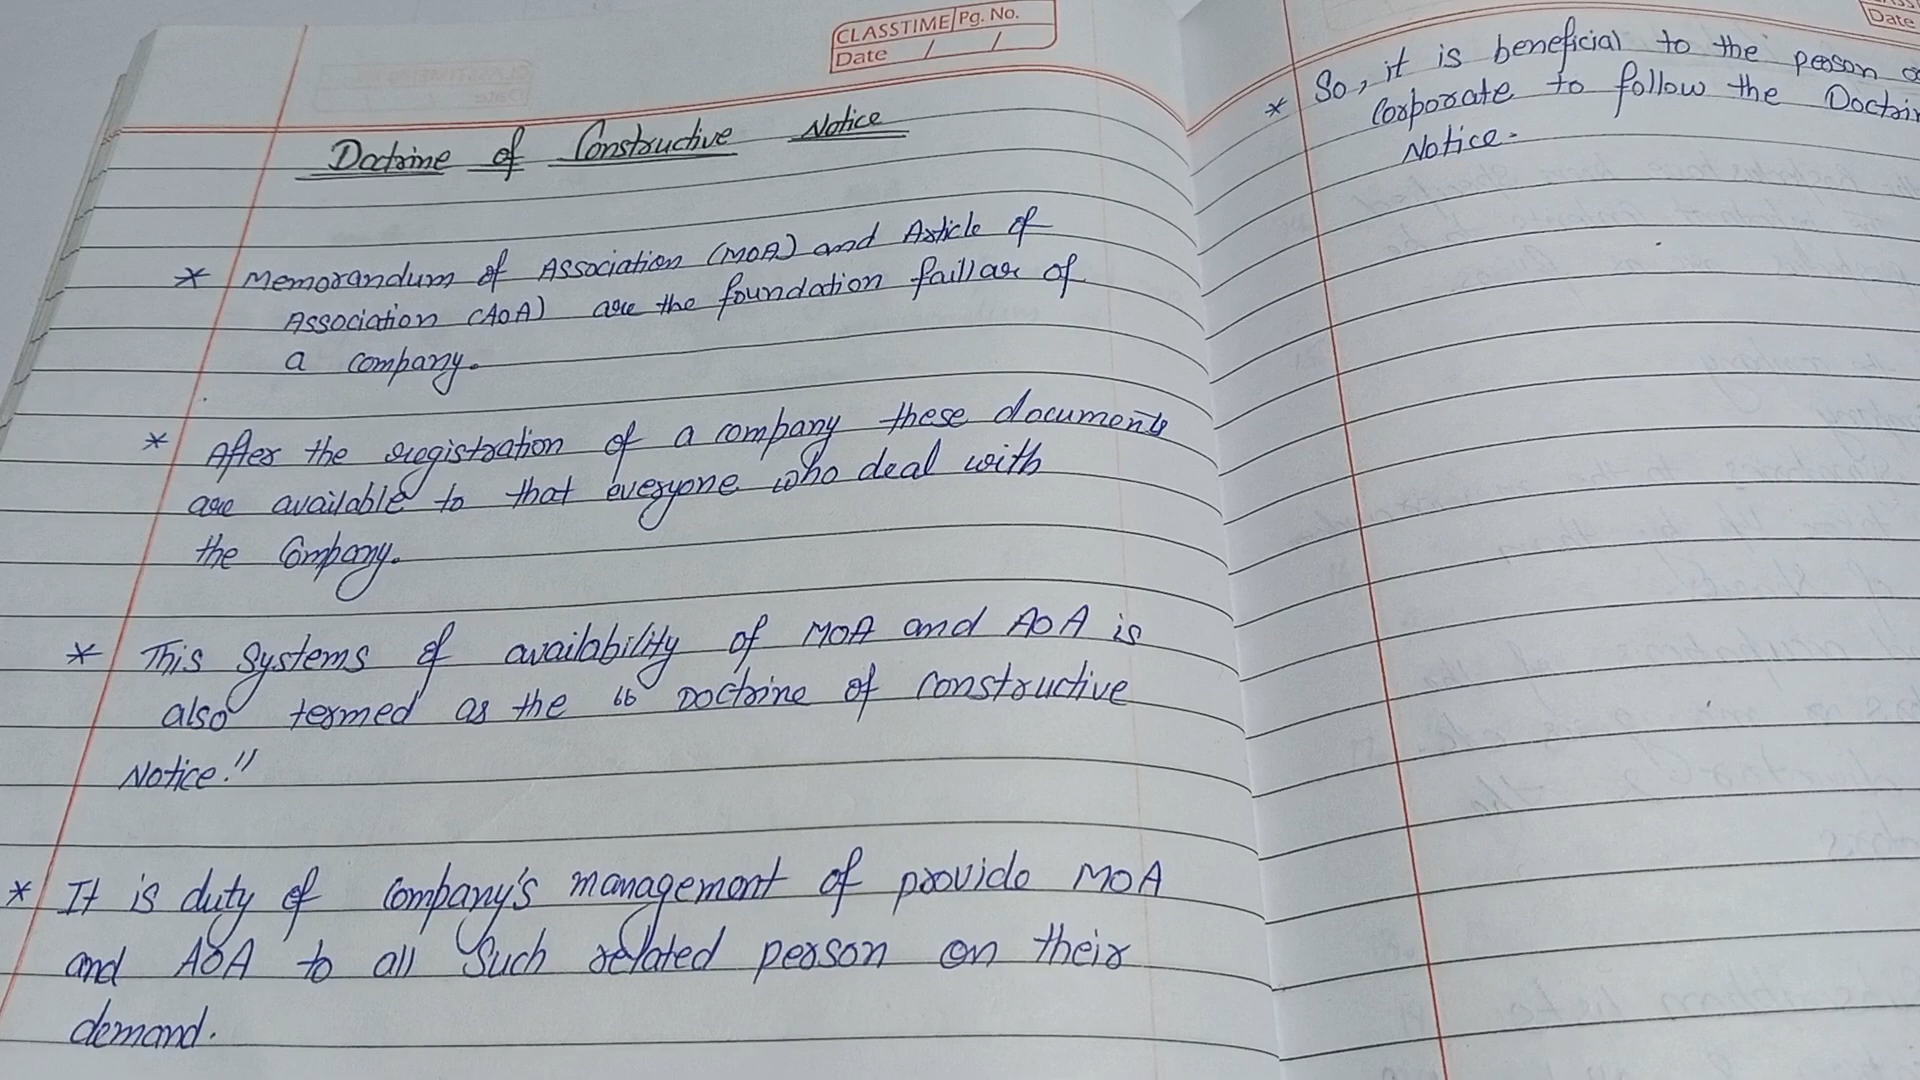 CLASSTIME Pg. No.
Date / /
Doctrine of Constructive Notice
* Memorandum of Association (MOA) and Article of
Association (AOA) are the foundation faillar of
a company.
* After the registration of a company these documents
are available to that everyone who deal with
the Company.
* This Systems of availability of MOA and AOA is
also termed as the “ Doctrine of constructive
Notice."
* It is duty of Company's management of provide MOA
and AOA to all Such related person on their
demand.
Date
* So, it is beneficial to the person
Corporate to follow the
Notice.